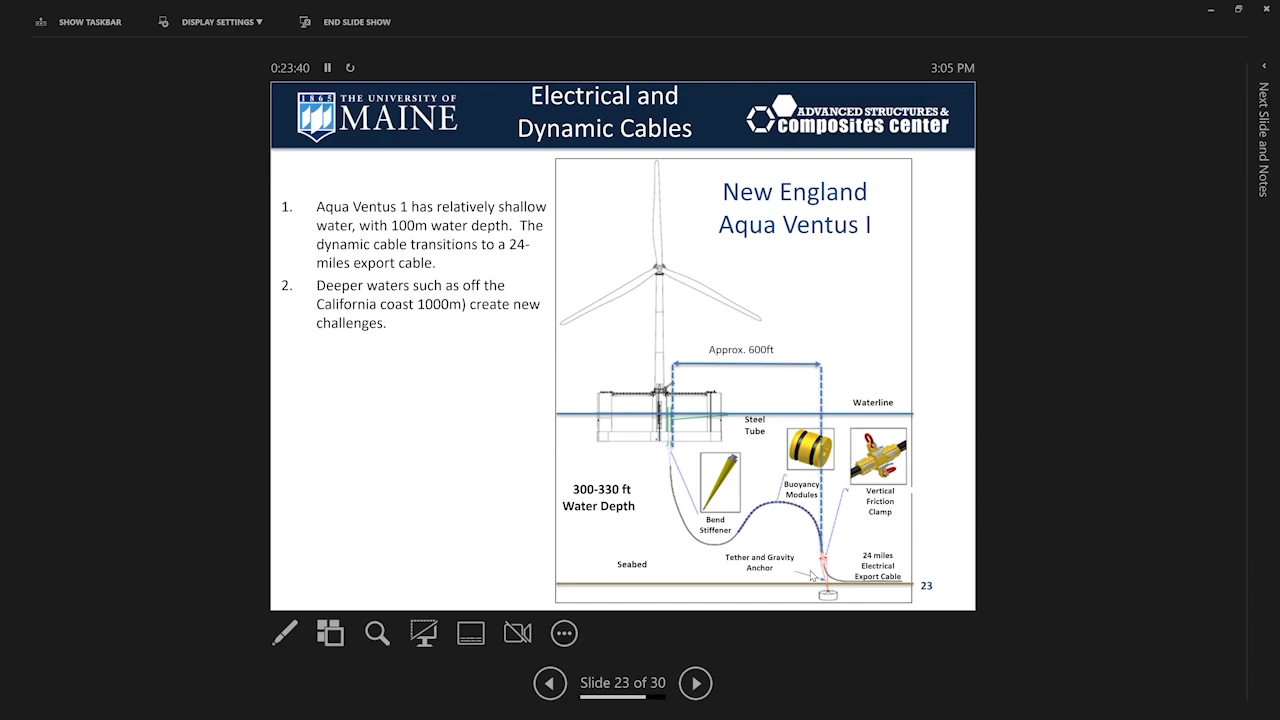 SHOW TASKBAR
DISPLAY SETTINGS ▼
END SLIDE SHOW
0:23:40
3:05 PM
Next Slide and Notes
1865
THE UNIVERSITY OF
MAINE
Electrical and
Dynamic Cables
ADVANCED STRUCTURES &
composites center
1. Aqua Ventus 1 has relatively shallow
water, with 100m water depth. The
dynamic cable transitions to a 24-
miles export cable.
2. Deeper waters such as off the
California coast 1000m) create new
challenges.
New England
Aqua Ventus I
Approx. 600ft
Waterline
Steel
Tube
Buoyancy
Modules
Vertical
Friction
Clamp
300-330 ft
Water Depth
Bend
Stiffener
Seabed
Tether and Gravity
Anchor
24 miles
Electrical
Export Cable
23
Slide 23 of 30